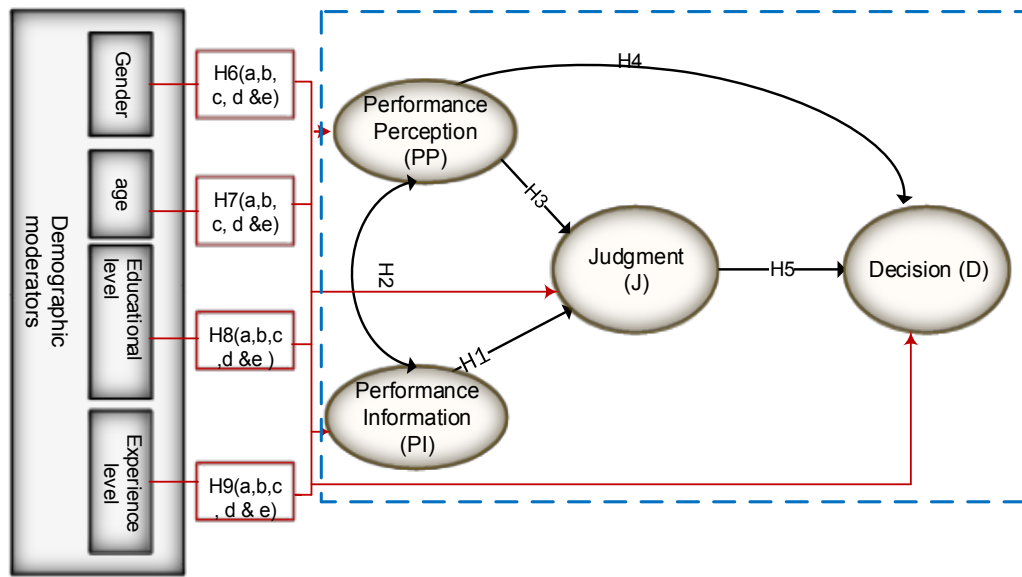 Demographic
moderators
Gender
age
Educational
level
Experience
level
H6(a,b,
c, d &e)
H7(a,b,
c, d &e)
H8(a,b,c
,d &e )
H9(a,b,c
, d & e)
Performance
Perception
(PP)
H4
H3
H2
Judgment
(J)
H5
Decision (D)
H1
Performance
Information
(PI)